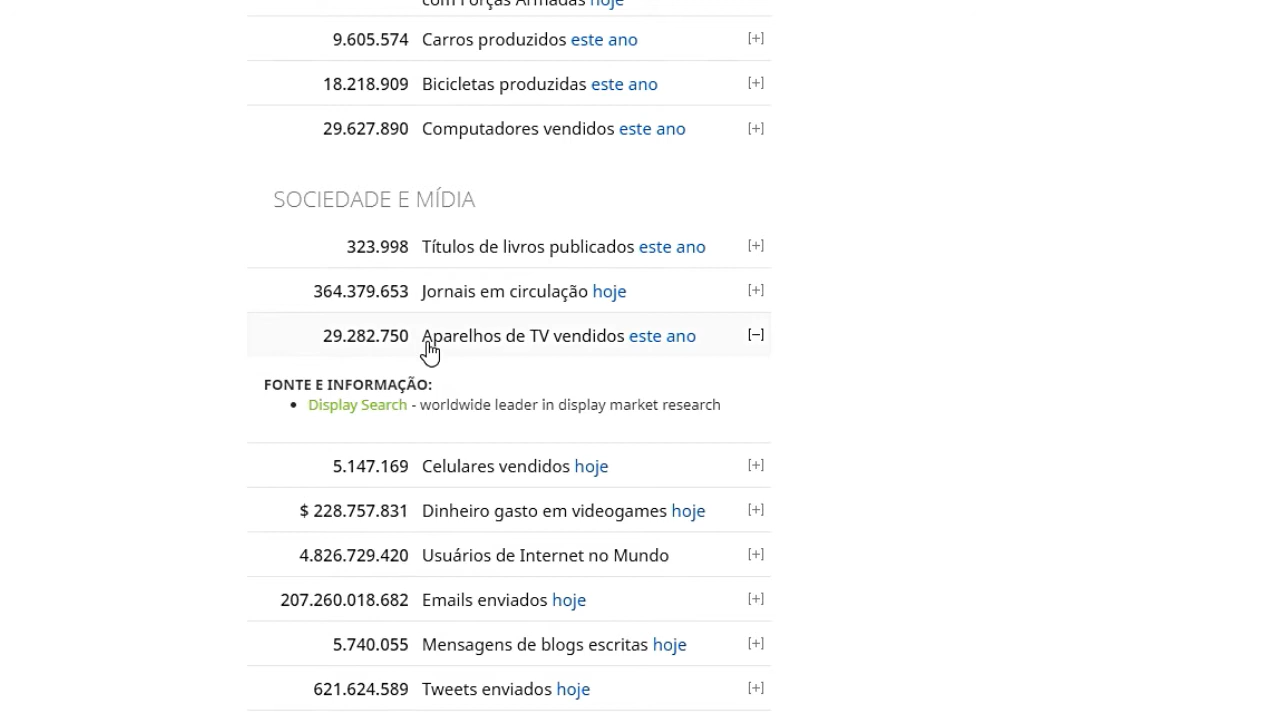 com Forças Armadas hoje
9.605.574 Carros produzidos este ano [+]
18.218.909 Bicicletas produzidas este ano [+]
29.627.890 Computadores vendidos este ano [+]
SOCIEDADE E MÍDIA
323.998 Títulos de livros publicados este ano [+]
364.379.653 Jornais em circulação hoje [+]
29.282.750 Aparelhos de TV vendidos este ano [−]
FONTE E INFORMAÇÃO:
• Display Search - worldwide leader in display market research
5.147.169 Celulares vendidos hoje [+]
$ 228.757.831 Dinheiro gasto em videogames hoje [+]
4.826.729.420 Usuários de Internet no Mundo [+]
207.260.018.682 Emails enviados hoje [+]
5.740.055 Mensagens de blogs escritas hoje [+]
621.624.589 Tweets enviados hoje [+]